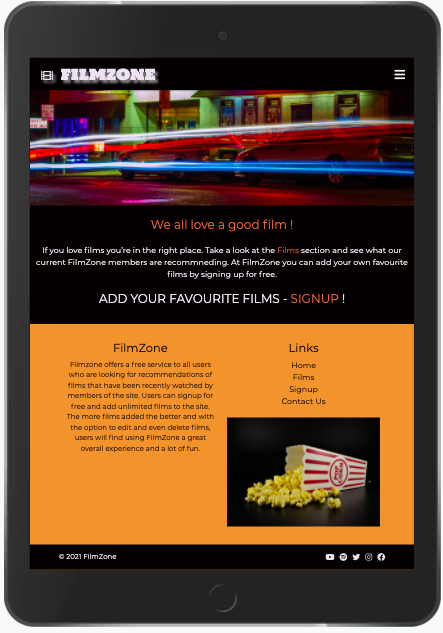 FILMZONE
We all love a good film !
If you love films you're in the right place. Take a look at the Films section and see what our
current FilmZone members are recommneding. At FilmZone you can add your own favourite
films by signing up for free.
ADD YOUR FAVOURITE FILMS - SIGNUP !
FilmZone
Filmzone offers a free service to all users
who are looking for recommendations of
films that have been recently watched by
members of the site. Users can signup for
free and add unlimited films to the site.
The more films added the better and with
the option to edit and even delete films,
users will find using FilmZone a great
overall experience and a lot of fun.
Links
Home
Films
Signup
Contact Us
POP
CORN
© 2021 FilmZone